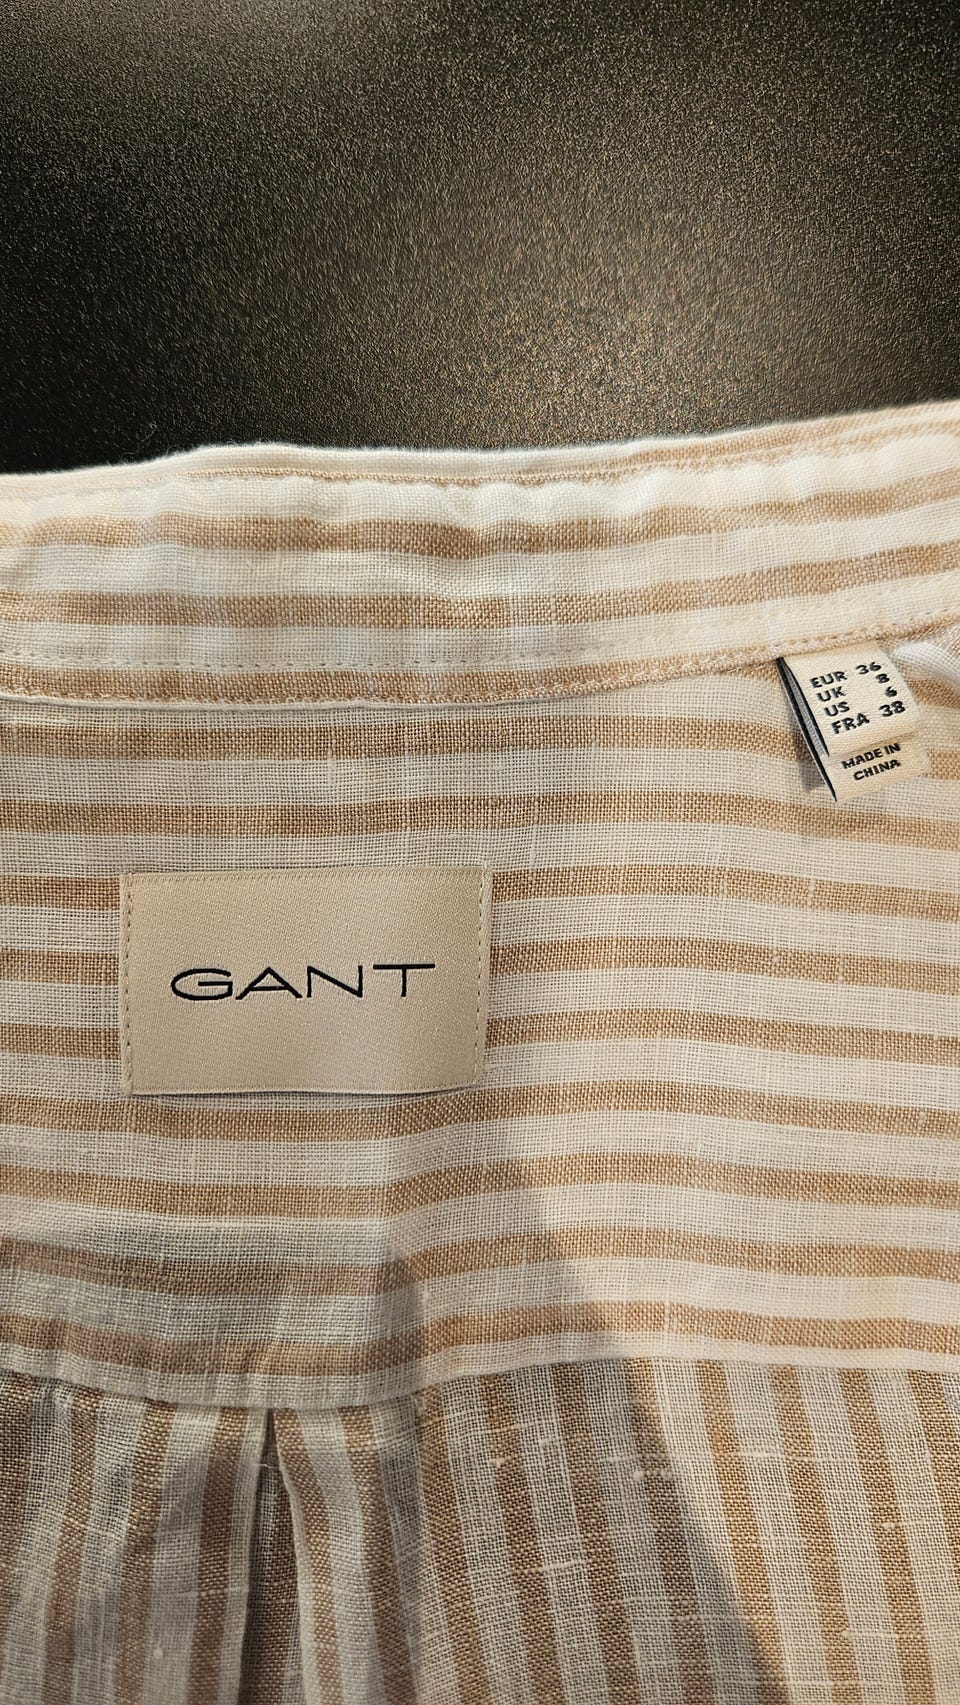 EUR 36
UK 8
US 6
FRA 38
MADE IN
CHINA
GANT